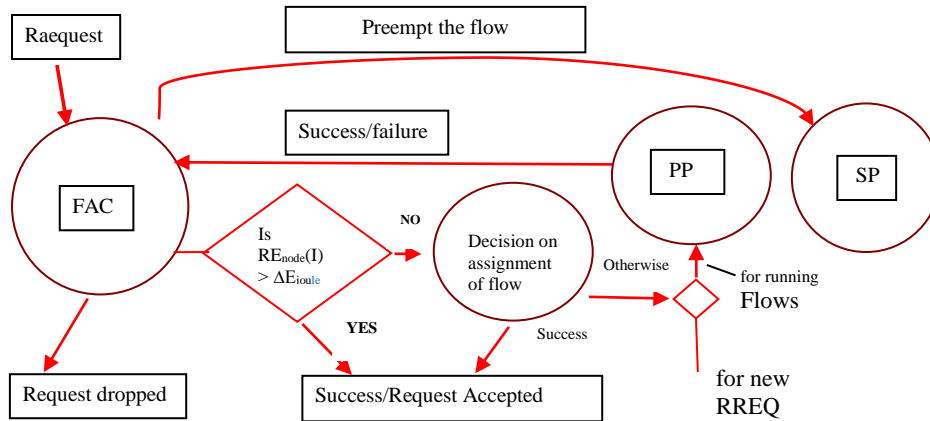 Raequest
Preempt the flow
Success/failure
PP
SP
FAC
Is
REnode(I)
> ΔEioule
NO
Decision on
assignment
of flow
Otherwise
for running
Flows
YES
Success
Request dropped
Success/Request Accepted
for new
RREQ